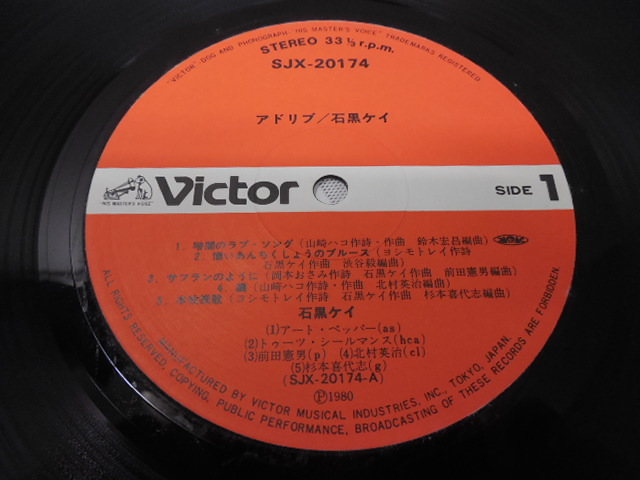 "VICTOR—DOG AND PHONOGRAPH—HIS MASTER'S VOICE" TRADEMARKS REGISTERED
STEREO 33 1/3 r.p.m.
SJX-20174
アドリブ/石黒ケイ
"HIS MASTER'S VOICE"
Victor
SIDE 1
1. 暗闇のラブ・ソング(山崎ハコ作詩・作曲 鈴木宏昌編曲)
2. 憎いあんちくしょうのブルース(ヨシモトレイ作詩
石黒ケイ作曲 渋谷毅編曲)
3. サフランのように(岡本おさみ作詩 石黒ケイ作曲 前田憲男編曲)
4. (山崎ハコ作詩・作曲 北村英治編曲)
5. (ヨシモトレイ作詩 石黒ケイ作曲 杉本喜代志編曲)
石黒ケイ
(1)アート・ペッパー(as)
(2)トゥーツ・シールマンス(hca)
(3)前田憲男(p) (4)北村英治(cl)
(5)杉本喜代志(g)
(SJX-20174-A)
Ⓟ1980
MANUFACTURED BY VICTOR MUSICAL INDUSTRIES, INC., TOKYO, JAPAN.
ALL RIGHTS RESERVED, COPYING, PUBLIC PERFORMANCE, BROADCASTING OF THESE RECORDS ARE FORBIDDEN.